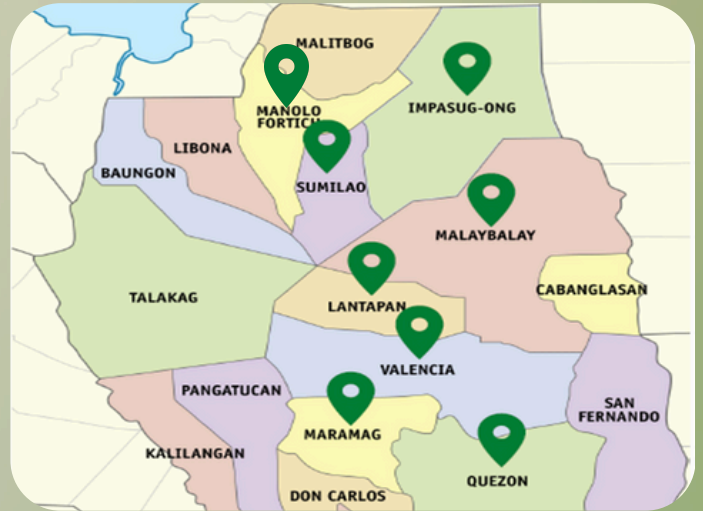 MALITBOG
IMPASUG-ONG
MANOLO
FORTICH
LIBONA
BAUNGON
SUMILAO
MALAYBALAY
CABANGLASAN
TALAKAG
LANTAPAN
VALENCIA
PANGATUCAN
SAN
FERNANDO
MARAMAG
KALILANGAN
QUEZON
DON CARLOS